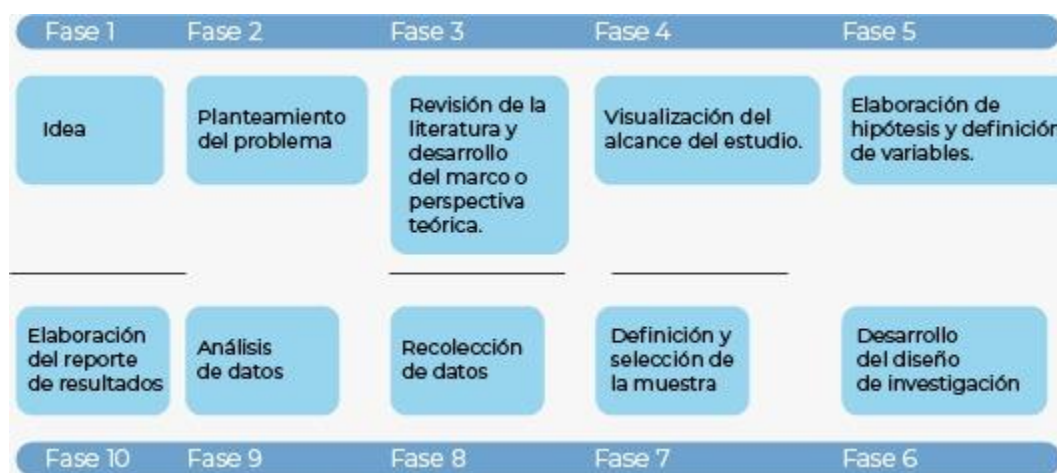 Fase 1 Fase 2 Fase 3 Fase 4 Fase 5
Idea
Planteamiento
del problema
Revisión de la
literatura y
desarrollo
del marco o
perspectiva
teórica.
Visualización del
alcance del estudio.
Elaboración de
hipótesis y definición
de variables.
Elaboración
del reporte
de resultados
Análisis
de datos
Recolección
de datos
Definición y
selección de
la muestra
Desarrollo
del diseño
de investigación
Fase 10 Fase 9 Fase 8 Fase 7 Fase 6